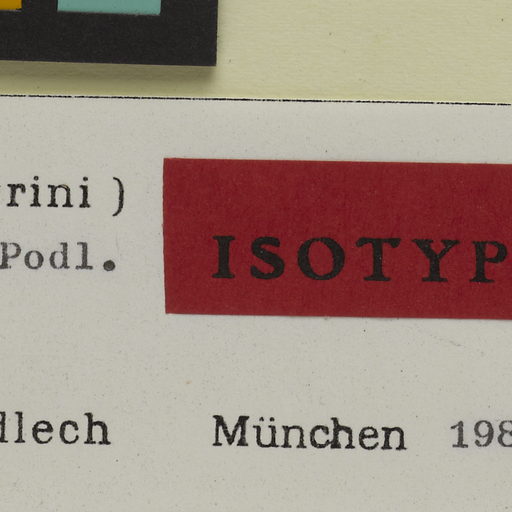 rini )
Podl.
ISOTYP
dlech München 198